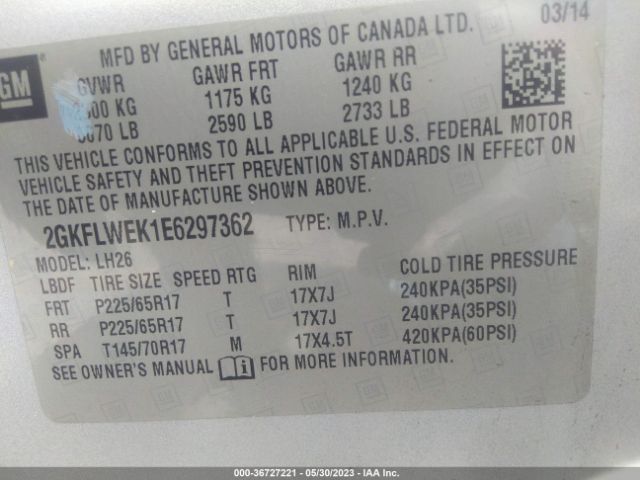 03/14
GM
MFD BY GENERAL MOTORS OF CANADA LTD.
GVWR GAWR FRT GAWR RR
KG 1175 KG 1240 KG
LB 2590 LB 2733 LB
THIS VEHICLE CONFORMS TO ALL APPLICABLE U.S. FEDERAL MOTOR
VEHICLE SAFETY AND THEFT PREVENTION STANDARDS IN EFFECT ON
THE DATE OF MANUFACTURE SHOWN ABOVE.
2GKFLWEK1E6297362 TYPE: M.P.V.
MODEL: LH26
LBDF TIRE SIZE SPEED RTG RIM COLD TIRE PRESSURE
FRT P225/65R17 T 17X7J 240KPA(35PSI)
RR P225/65R17 T 17X7J 240KPA(35PSI)
SPA T145/70R17 M 17X4.5T 420KPA(60PSI)
SEE OWNER'S MANUAL FOR MORE INFORMATION.
000-36727221 - 05/30/2023 - IAA Inc.